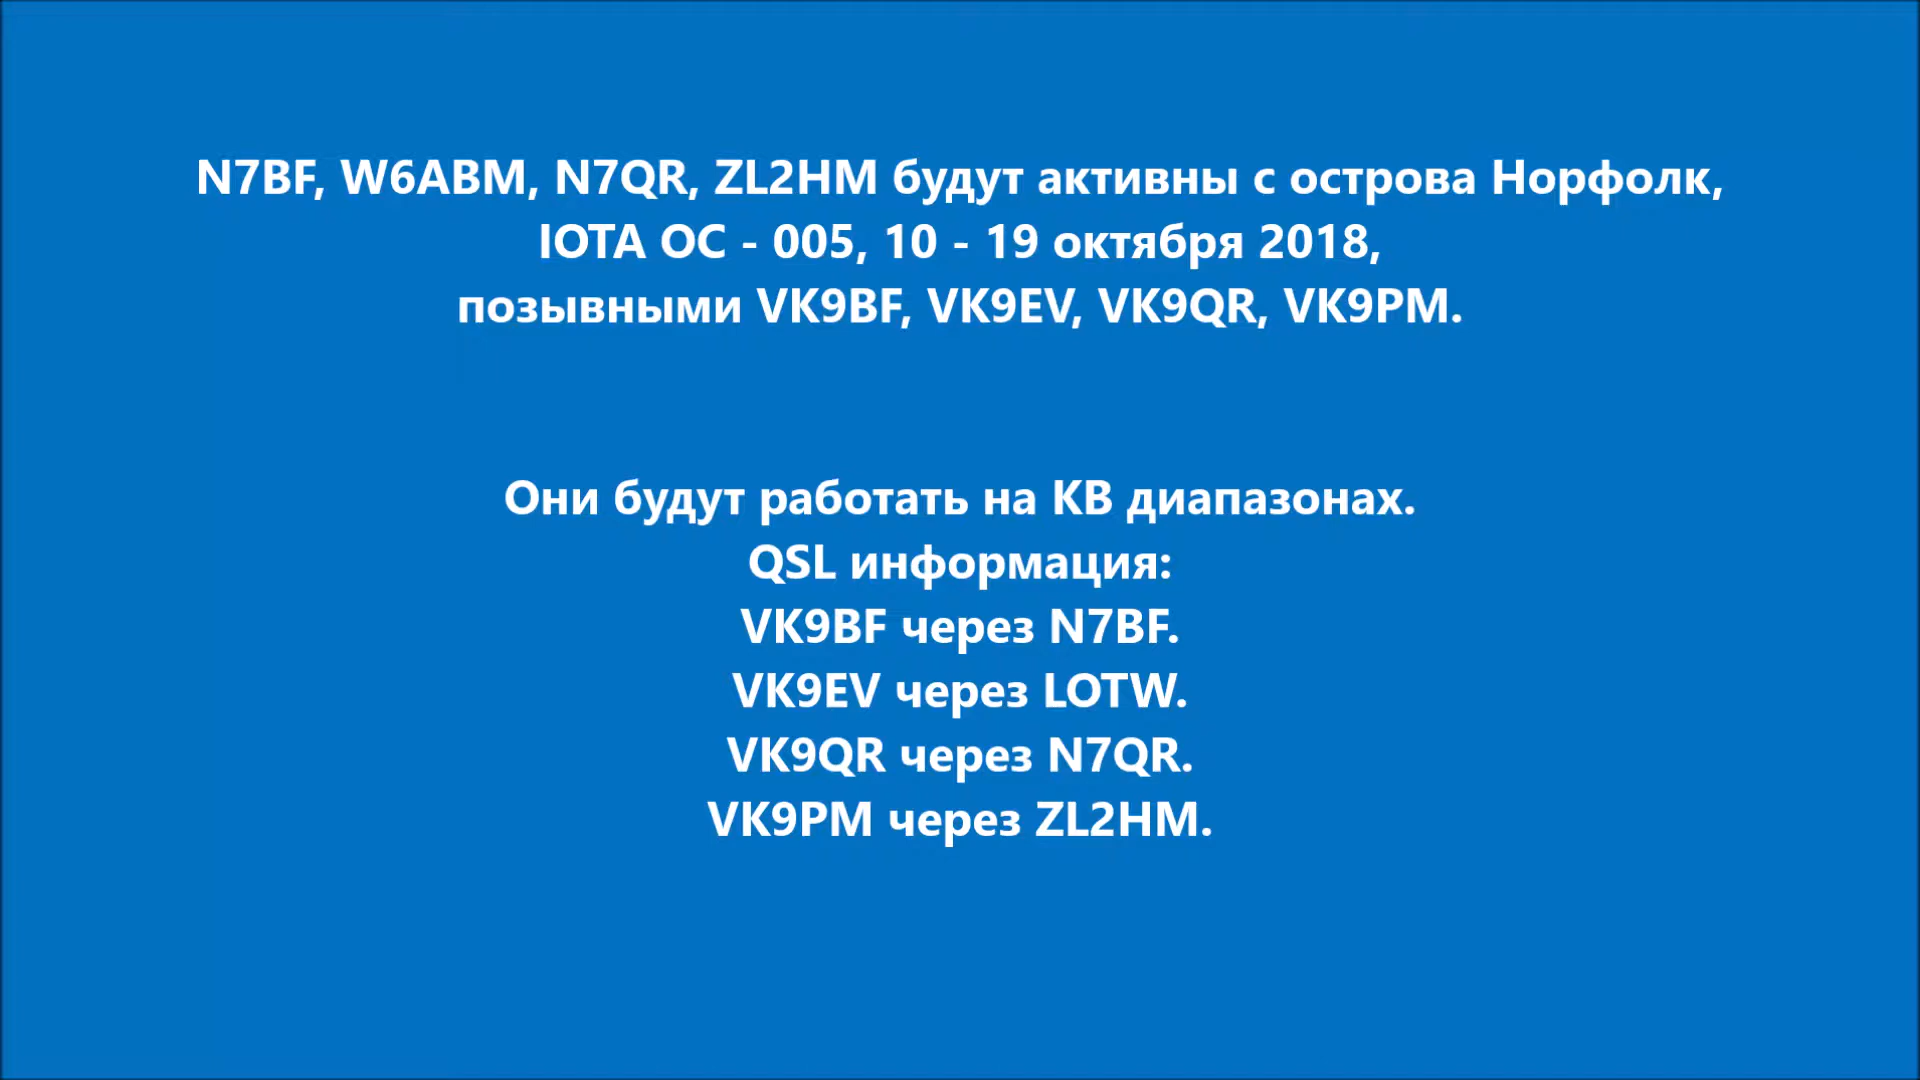 N7BF, W6ABM, N7QR, ZL2HM будут активны с острова Норфолк,
IOTA OC - 005, 10 - 19 октября 2018,
позывными VK9BF, VK9EV, VK9QR, VK9PM.
Они будут работать на КВ диапазонах.
QSL информация:
VK9BF через N7BF.
VK9EV через LOTW.
VK9QR через N7QR.
VK9PM через ZL2HM.